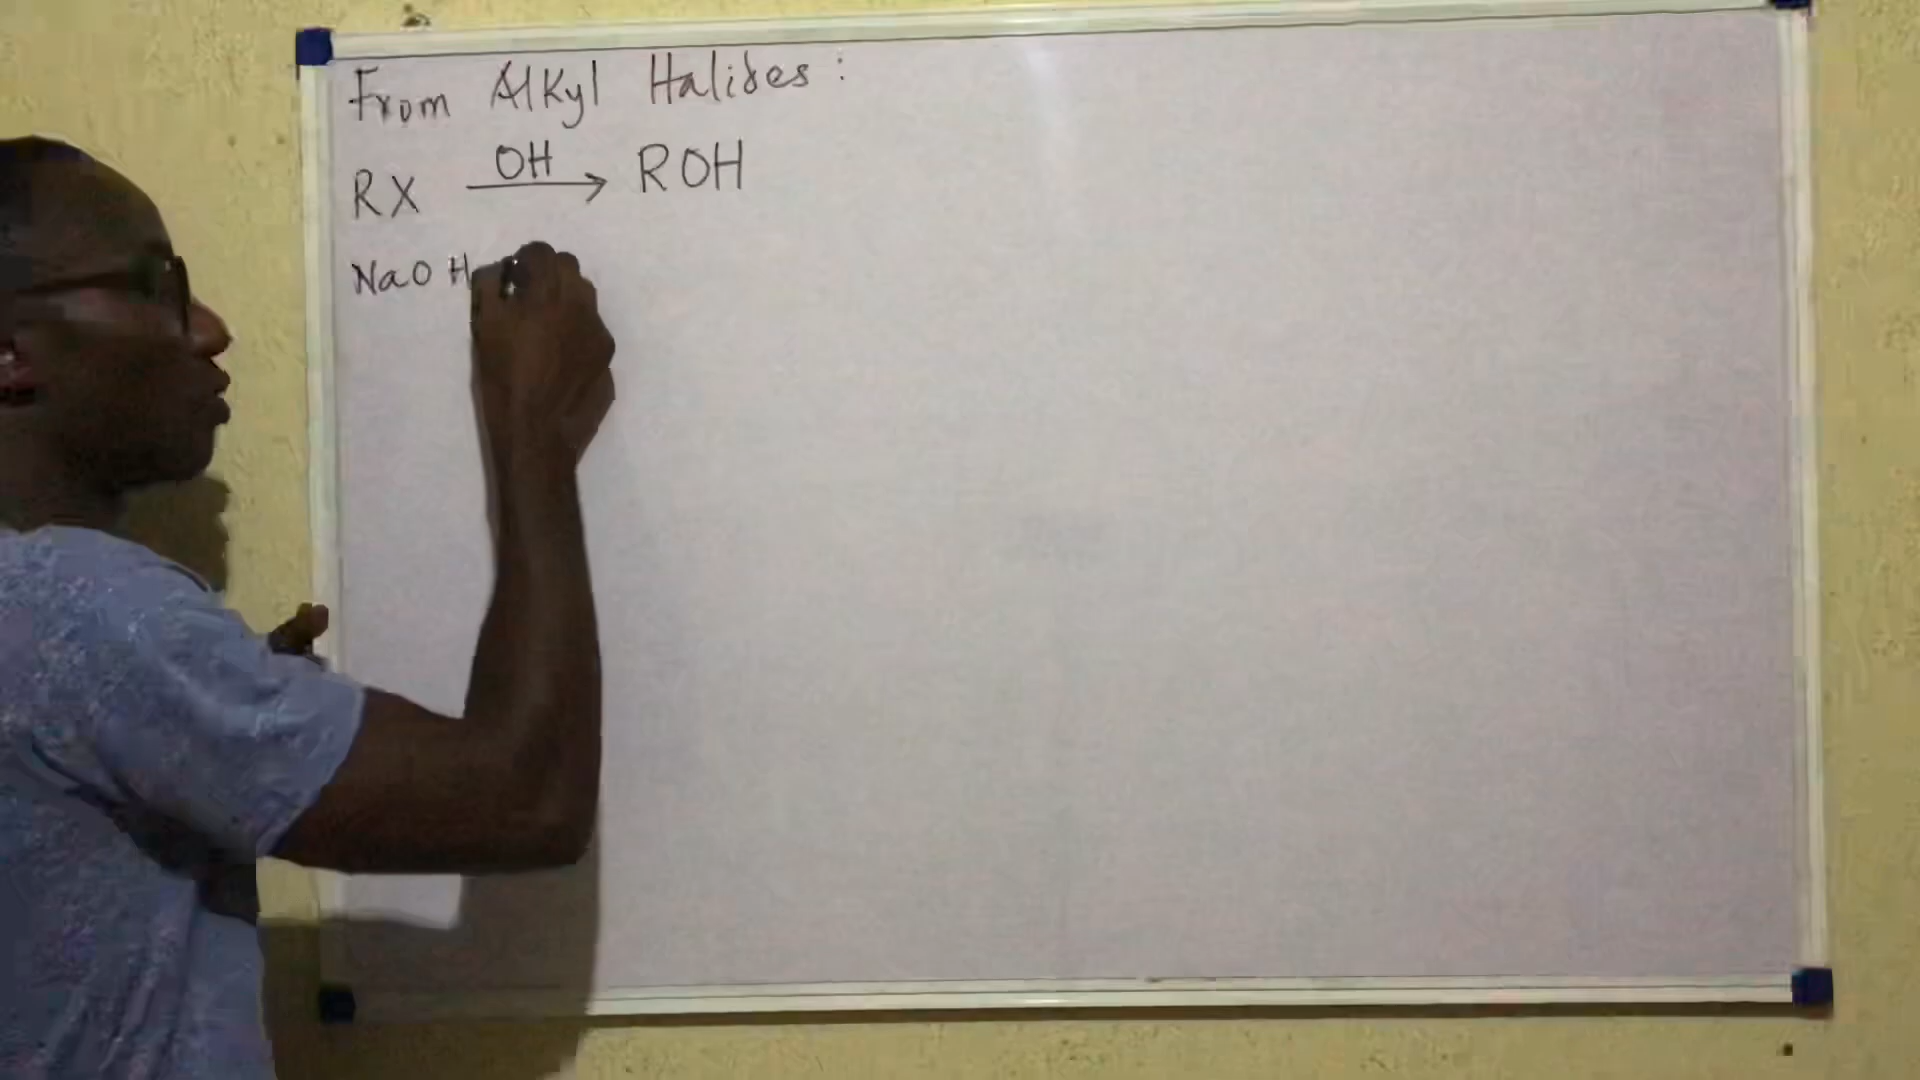 From Alkyl Halides:
RX OH → ROH
NaOH